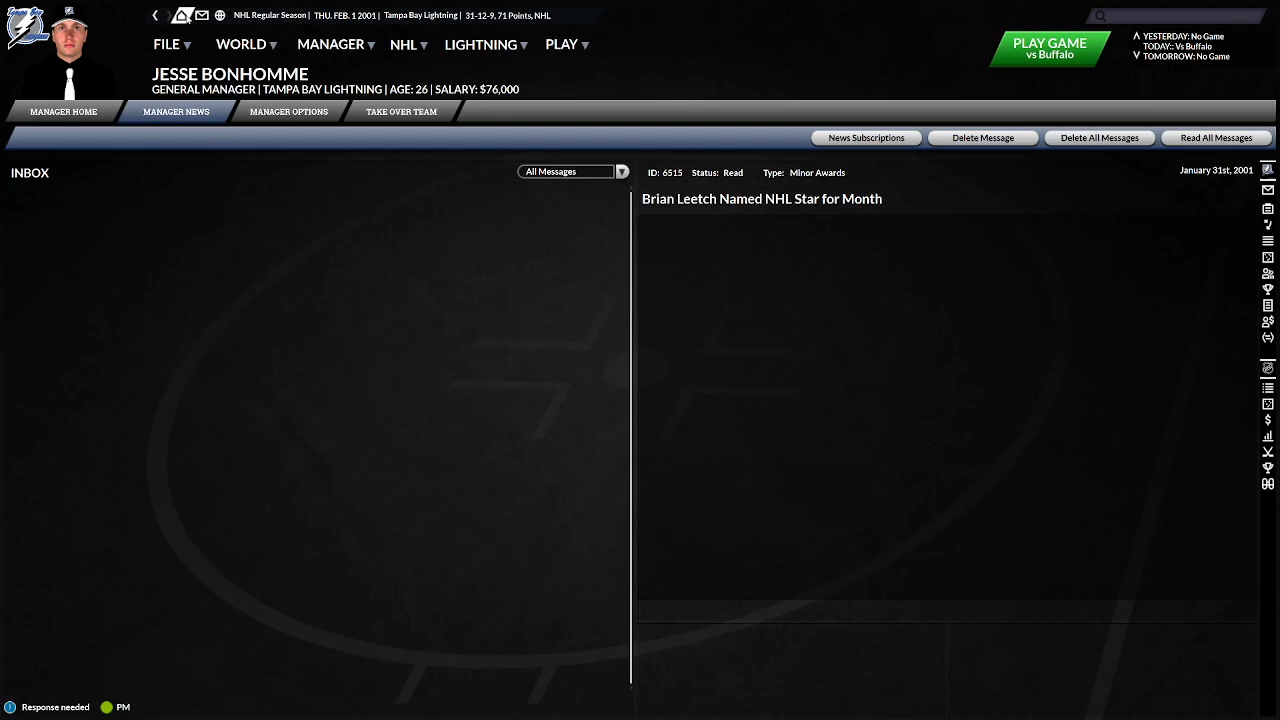 Tampa Bay
NHL Regular Season | THU. FEB. 1 2001 | Tampa Bay Lightning | 31-12-9, 71 Points, NHL
FILE WORLD MANAGER NHL LIGHTNING PLAY
PLAY GAME
vs Buffalo
YESTERDAY: No Game
TODAY:: Vs Buffalo
TOMORROW: No Game
JESSE BONHOMME
GENERAL MANAGER | TAMPA BAY LIGHTNING | AGE: 26 | SALARY: $76,000
MANAGER HOME MANAGER NEWS MANAGER OPTIONS TAKE OVER TEAM
News Subscriptions Delete Message Delete All Messages Read All Messages
INBOX
All Messages
ID: 6515 Status: Read Type: Minor Awards
January 31st, 2001
Brian Leetch Named NHL Star for Month
Response needed PM